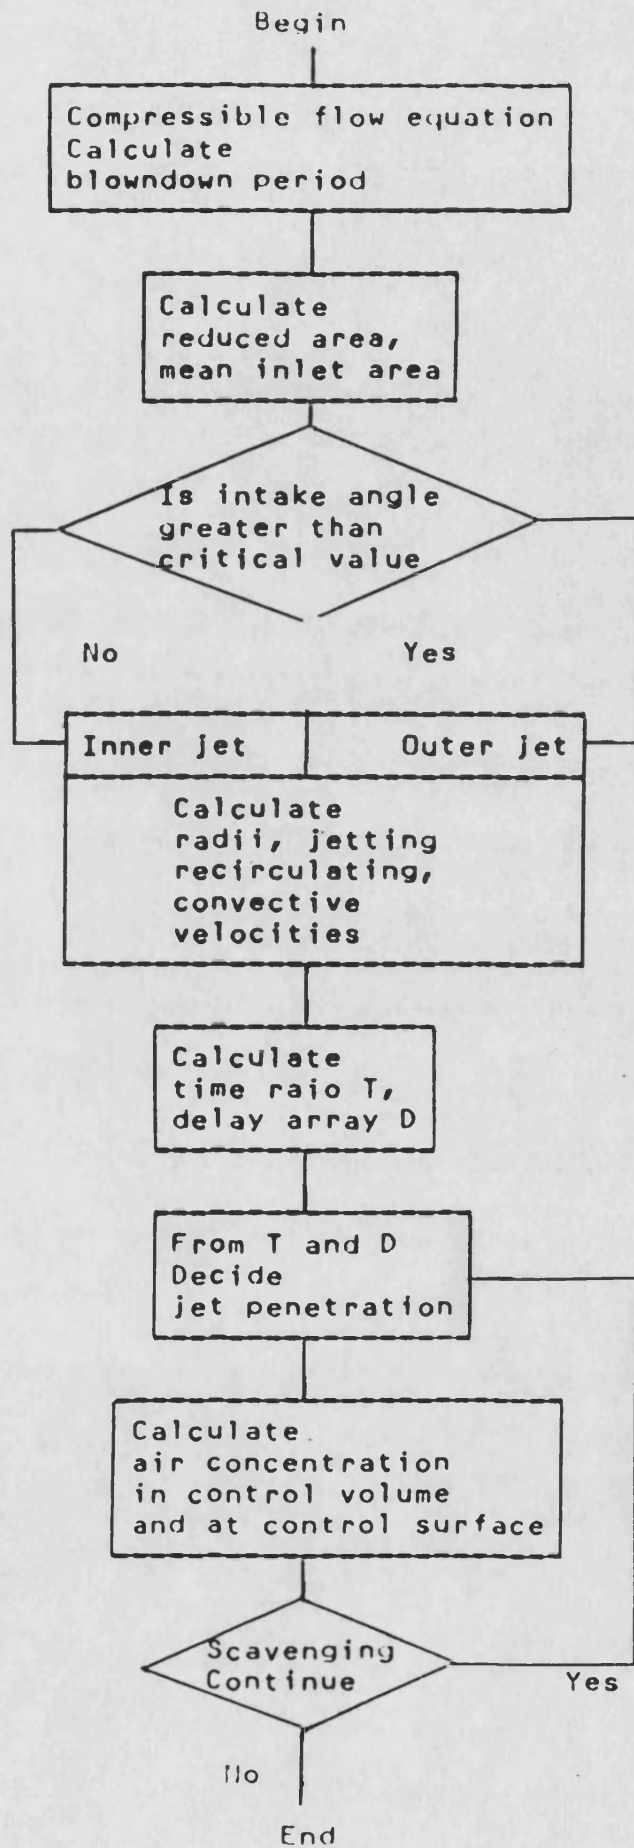 Begin
Compressible flow equation
Calculate
blowndown period
Calculate
reduced area,
mean inlet area
Is intake angle
greater than
critical value
No Yes
Inner jet Outer jet
Calculate
radii, jetting
recirculating,
convective
velocities
Calculate
time raio T,
delay array D
From T and D
Decide
jet penetration
Calculate
air concentration
in control volume
and at control surface
Scavenging
Continue
Yes
No
End